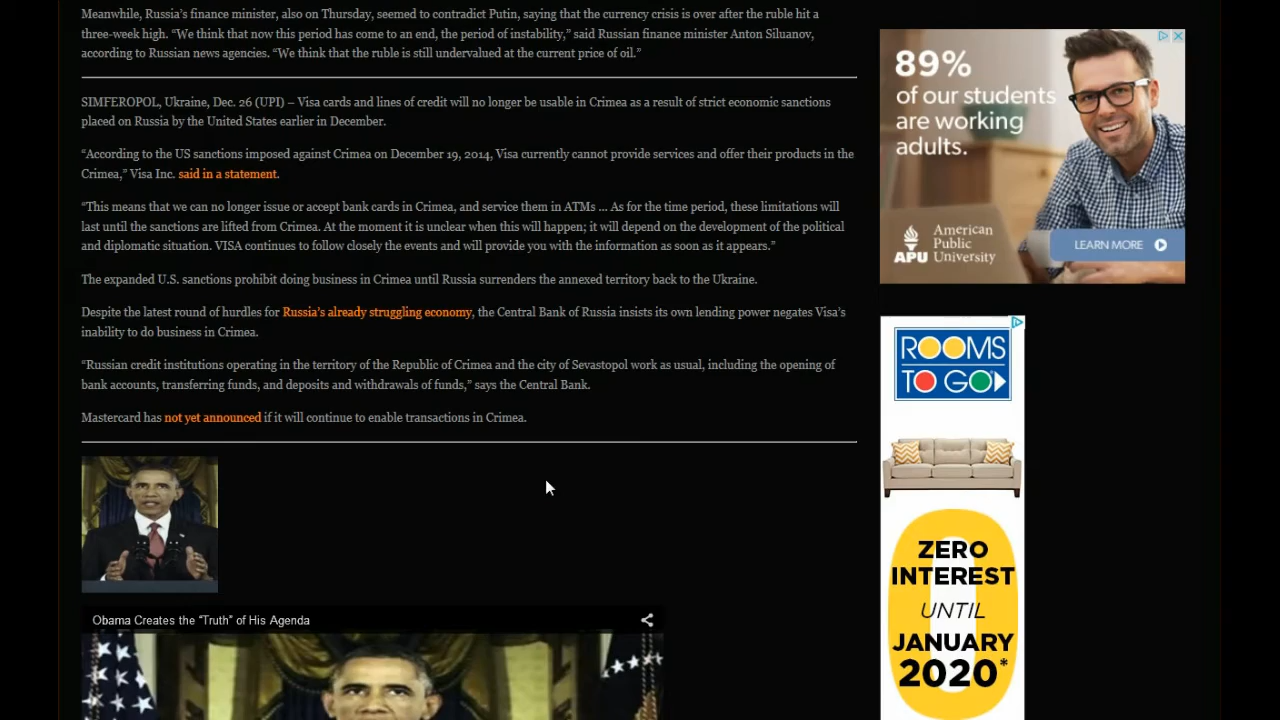 Meanwhile, Russia's finance minister, also on Thursday, seemed to contradict Putin, saying that the currency crisis is over after the ruble hit a
three-week high. “We think that now this period has come to an end, the period of instability,” said Russian finance minister Anton Siluanov,
according to Russian news agencies. “We think that the ruble is still undervalued at the current price of oil.”
SIMFEROPOL, Ukraine, Dec. 26 (UPI) – Visa cards and lines of credit will no longer be usable in Crimea as a result of strict economic sanctions
placed on Russia by the United States earlier in December.
“According to the US sanctions imposed against Crimea on December 19, 2014, Visa currently cannot provide services and offer their products in the
Crimea,” Visa Inc. said in a statement.
“This means that we can no longer issue or accept bank cards in Crimea, and service them in ATMs ... As for the time period, these limitations will
last until the sanctions are lifted from Crimea. At the moment it is unclear when this will happen; it will depend on the development of the political
and diplomatic situation. VISA continues to follow closely the events and will provide you with the information as soon as it appears.”
The expanded U.S. sanctions prohibit doing business in Crimea until Russia surrenders the annexed territory back to the Ukraine.
Despite the latest round of hurdles for Russia's already struggling economy, the Central Bank of Russia insists its own lending power negates Visa's
inability to do business in Crimea.
“Russian credit institutions operating in the territory of the Republic of Crimea and the city of Sevastopol work as usual, including the opening of
bank accounts, transferring funds, and deposits and withdrawals of funds,” says the Central Bank.
Mastercard has not yet announced if it will continue to enable transactions in Crimea.
Obama Creates the “Truth” of His Agenda
89%
of our students
are working
adults.
APU
American
Public
University
LEARN MORE
ROOMS
TO GO
ZERO
INTEREST
UNTIL
JANUARY
2020*